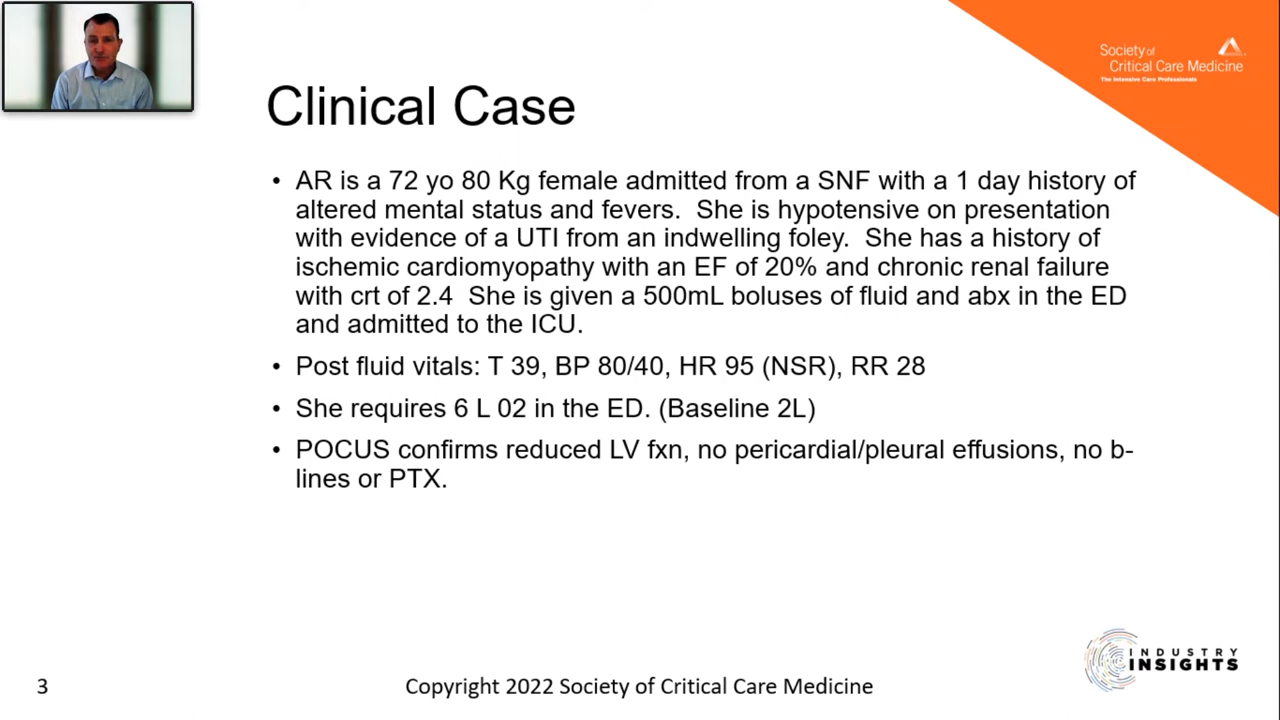 Society of
Critical Care Medicine
The Intensive Care Professionals
Clinical Case
• AR is a 72 yo 80 Kg female admitted from a SNF with a 1 day history of
altered mental status and fevers.  She is hypotensive on presentation
with evidence of a UTI from an indwelling foley.  She has a history of
ischemic cardiomyopathy with an EF of 20% and chronic renal failure
with crt of 2.4  She is given a 500mL boluses of fluid and abx in the ED
and admitted to the ICU.
• Post fluid vitals: T 39, BP 80/40, HR 95 (NSR), RR 28
• She requires 6 L 02 in the ED. (Baseline 2L)
• POCUS confirms reduced LV fxn, no pericardial/pleural effusions, no b-
lines or PTX.
INDUSTRY
INSIGHTS
3
Copyright 2022 Society of Critical Care Medicine